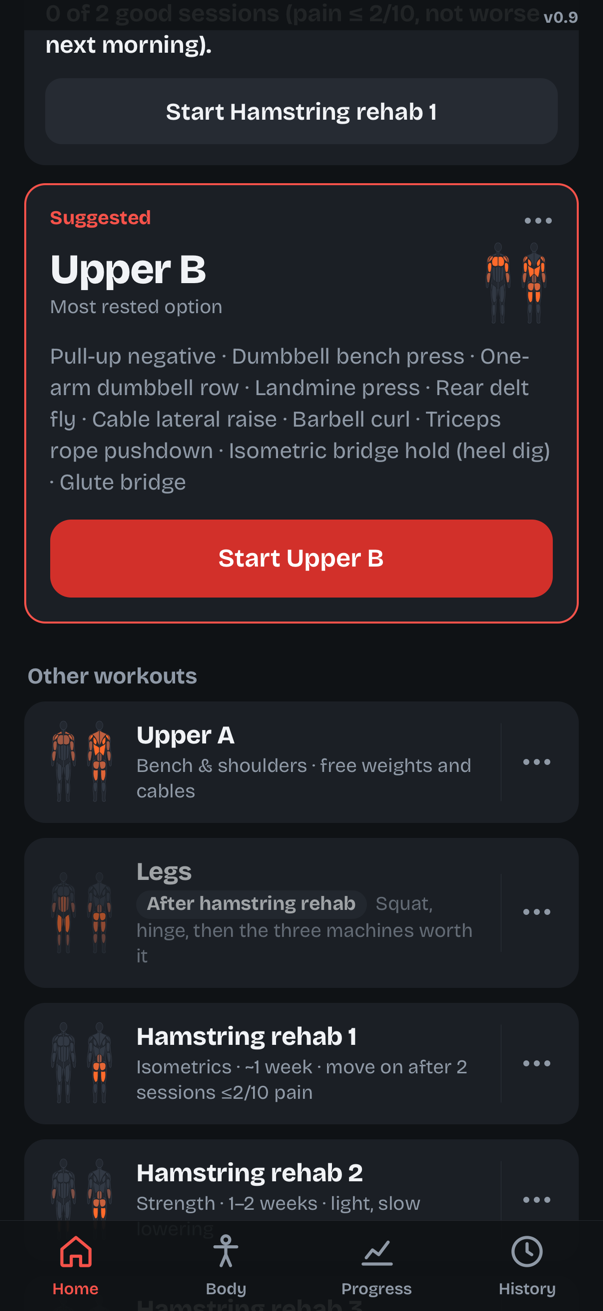 0 of 2 good sessions (pain ≤ 2/10, not worse
v0.9
next morning).
Start Hamstring rehab 1
Suggested
Upper B
Most rested option
Pull-up negative · Dumbbell bench press · One-
arm dumbbell row · Landmine press · Rear delt
fly · Cable lateral raise · Barbell curl · Triceps
rope pushdown · Isometric bridge hold (heel dig)
· Glute bridge
Start Upper B
Other workouts
Upper A
Bench & shoulders · free weights and
cables
Legs
After hamstring rehab Squat,
hinge, then the three machines worth
it
Hamstring rehab 1
Isometrics · ~1 week · move on after 2
sessions ≤2/10 pain
Hamstring rehab 2
Strength · 1–2 weeks · light, slow
lowering
Home
Body
Progress
History
Hamstring rehab 3